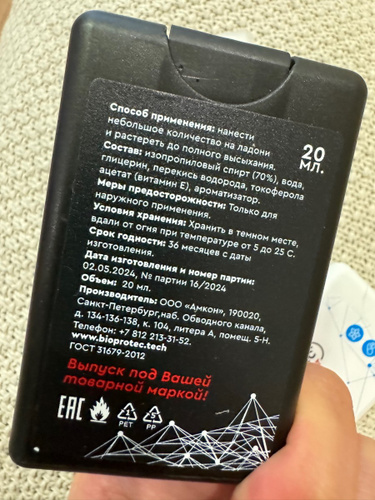 Способ применения: нанести
небольшое количество на ладони
и растереть до полного высыхания.
Состав: изопропиловый спирт (70%), вода,
глицерин, перекись водорода, токоферола
ацетат (витамин Е), ароматизатор.
Меры предосторожности: Только для
наружного применения.
Условия хранения: Хранить в темном месте,
вдали от огня при температуре от 5 до 25 С.
Срок годности: 36 месяцев с даты
изготовления.
Дата изготовления и номер партии:
02.05.2024, № партии 16/2024
Объем: 20 мл.
Производитель: ООО «Амкон», 190020,
Санкт-Петербург,наб. Обводного канала,
д. 134-136-138, к. 104, литера А, помещ. 5-Н.
Телефон: +7 812 213-31-52.
www.bioprotec.tech
ГОСТ 31679-2012
20
МЛ.
Выпуск под Вашей
товарной маркой!
EAC
PET
PP